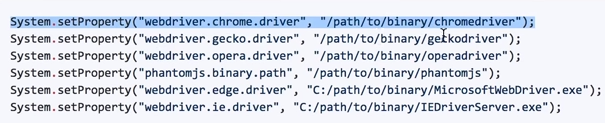 System.setProperty("webdriver.chrome.driver", "/path/to/binary/chromedriver");
System.setProperty("webdriver.gecko.driver", "/path/to/binary/geckodriver");
System.setProperty("webdriver.opera.driver", "/path/to/binary/operadriver");
System.setProperty("phantomjs.binary.path", "/path/to/binary/phantomjs");
System.setProperty("webdriver.edge.driver", "C:/path/to/binary/MicrosoftWebDriver.exe");
System.setProperty("webdriver.ie.driver", "C:/path/to/binary/IEDriverServer.exe");